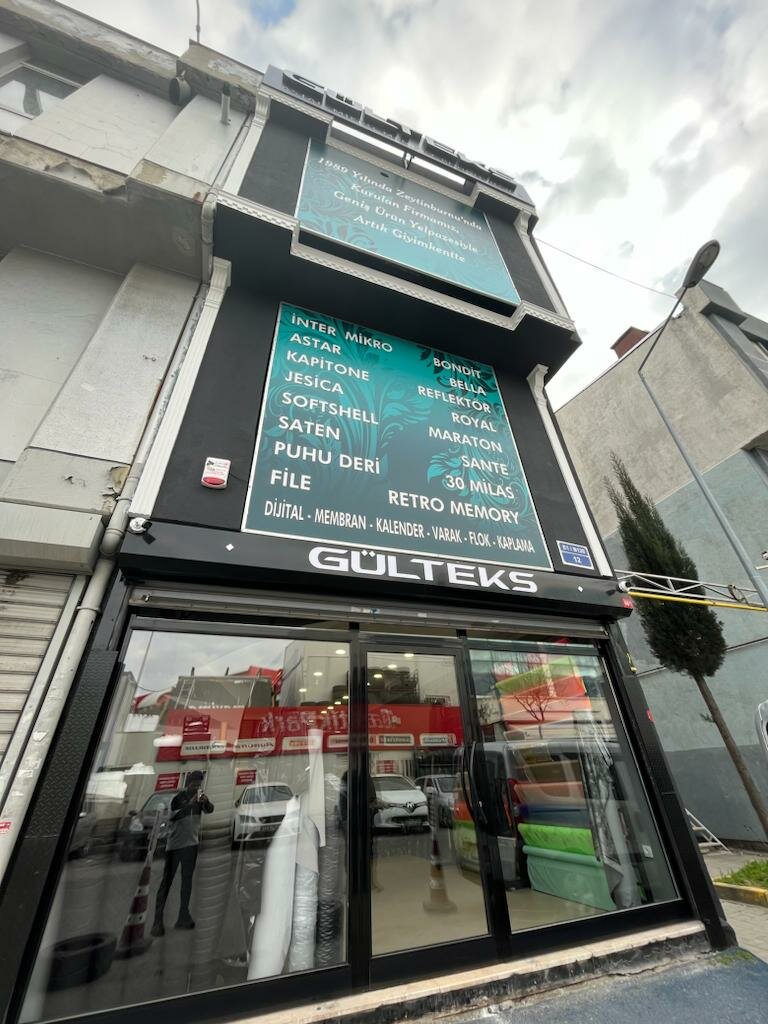 GÜLTEKS
1989 Yılında Zeytinburnu'nda
Kurulan Firmamız,
Geniş Ürün Yelpazesiyle
Artık Giyimkentte
İNTER MİKRO
ASTAR
KAPİTONE
JESİCA
SOFTSHELL
SATEN
PUHU DERİ
FİLE
BONDİT
BELLA
REFLEKTÖR
ROYAL
MARATON
SANTE
30 MİLAS
RETRO MEMORY
DİJİTAL - MEMBRAN - KALENDER - VARAK - FLOK - KAPLAMA
GÜLTEKS
12